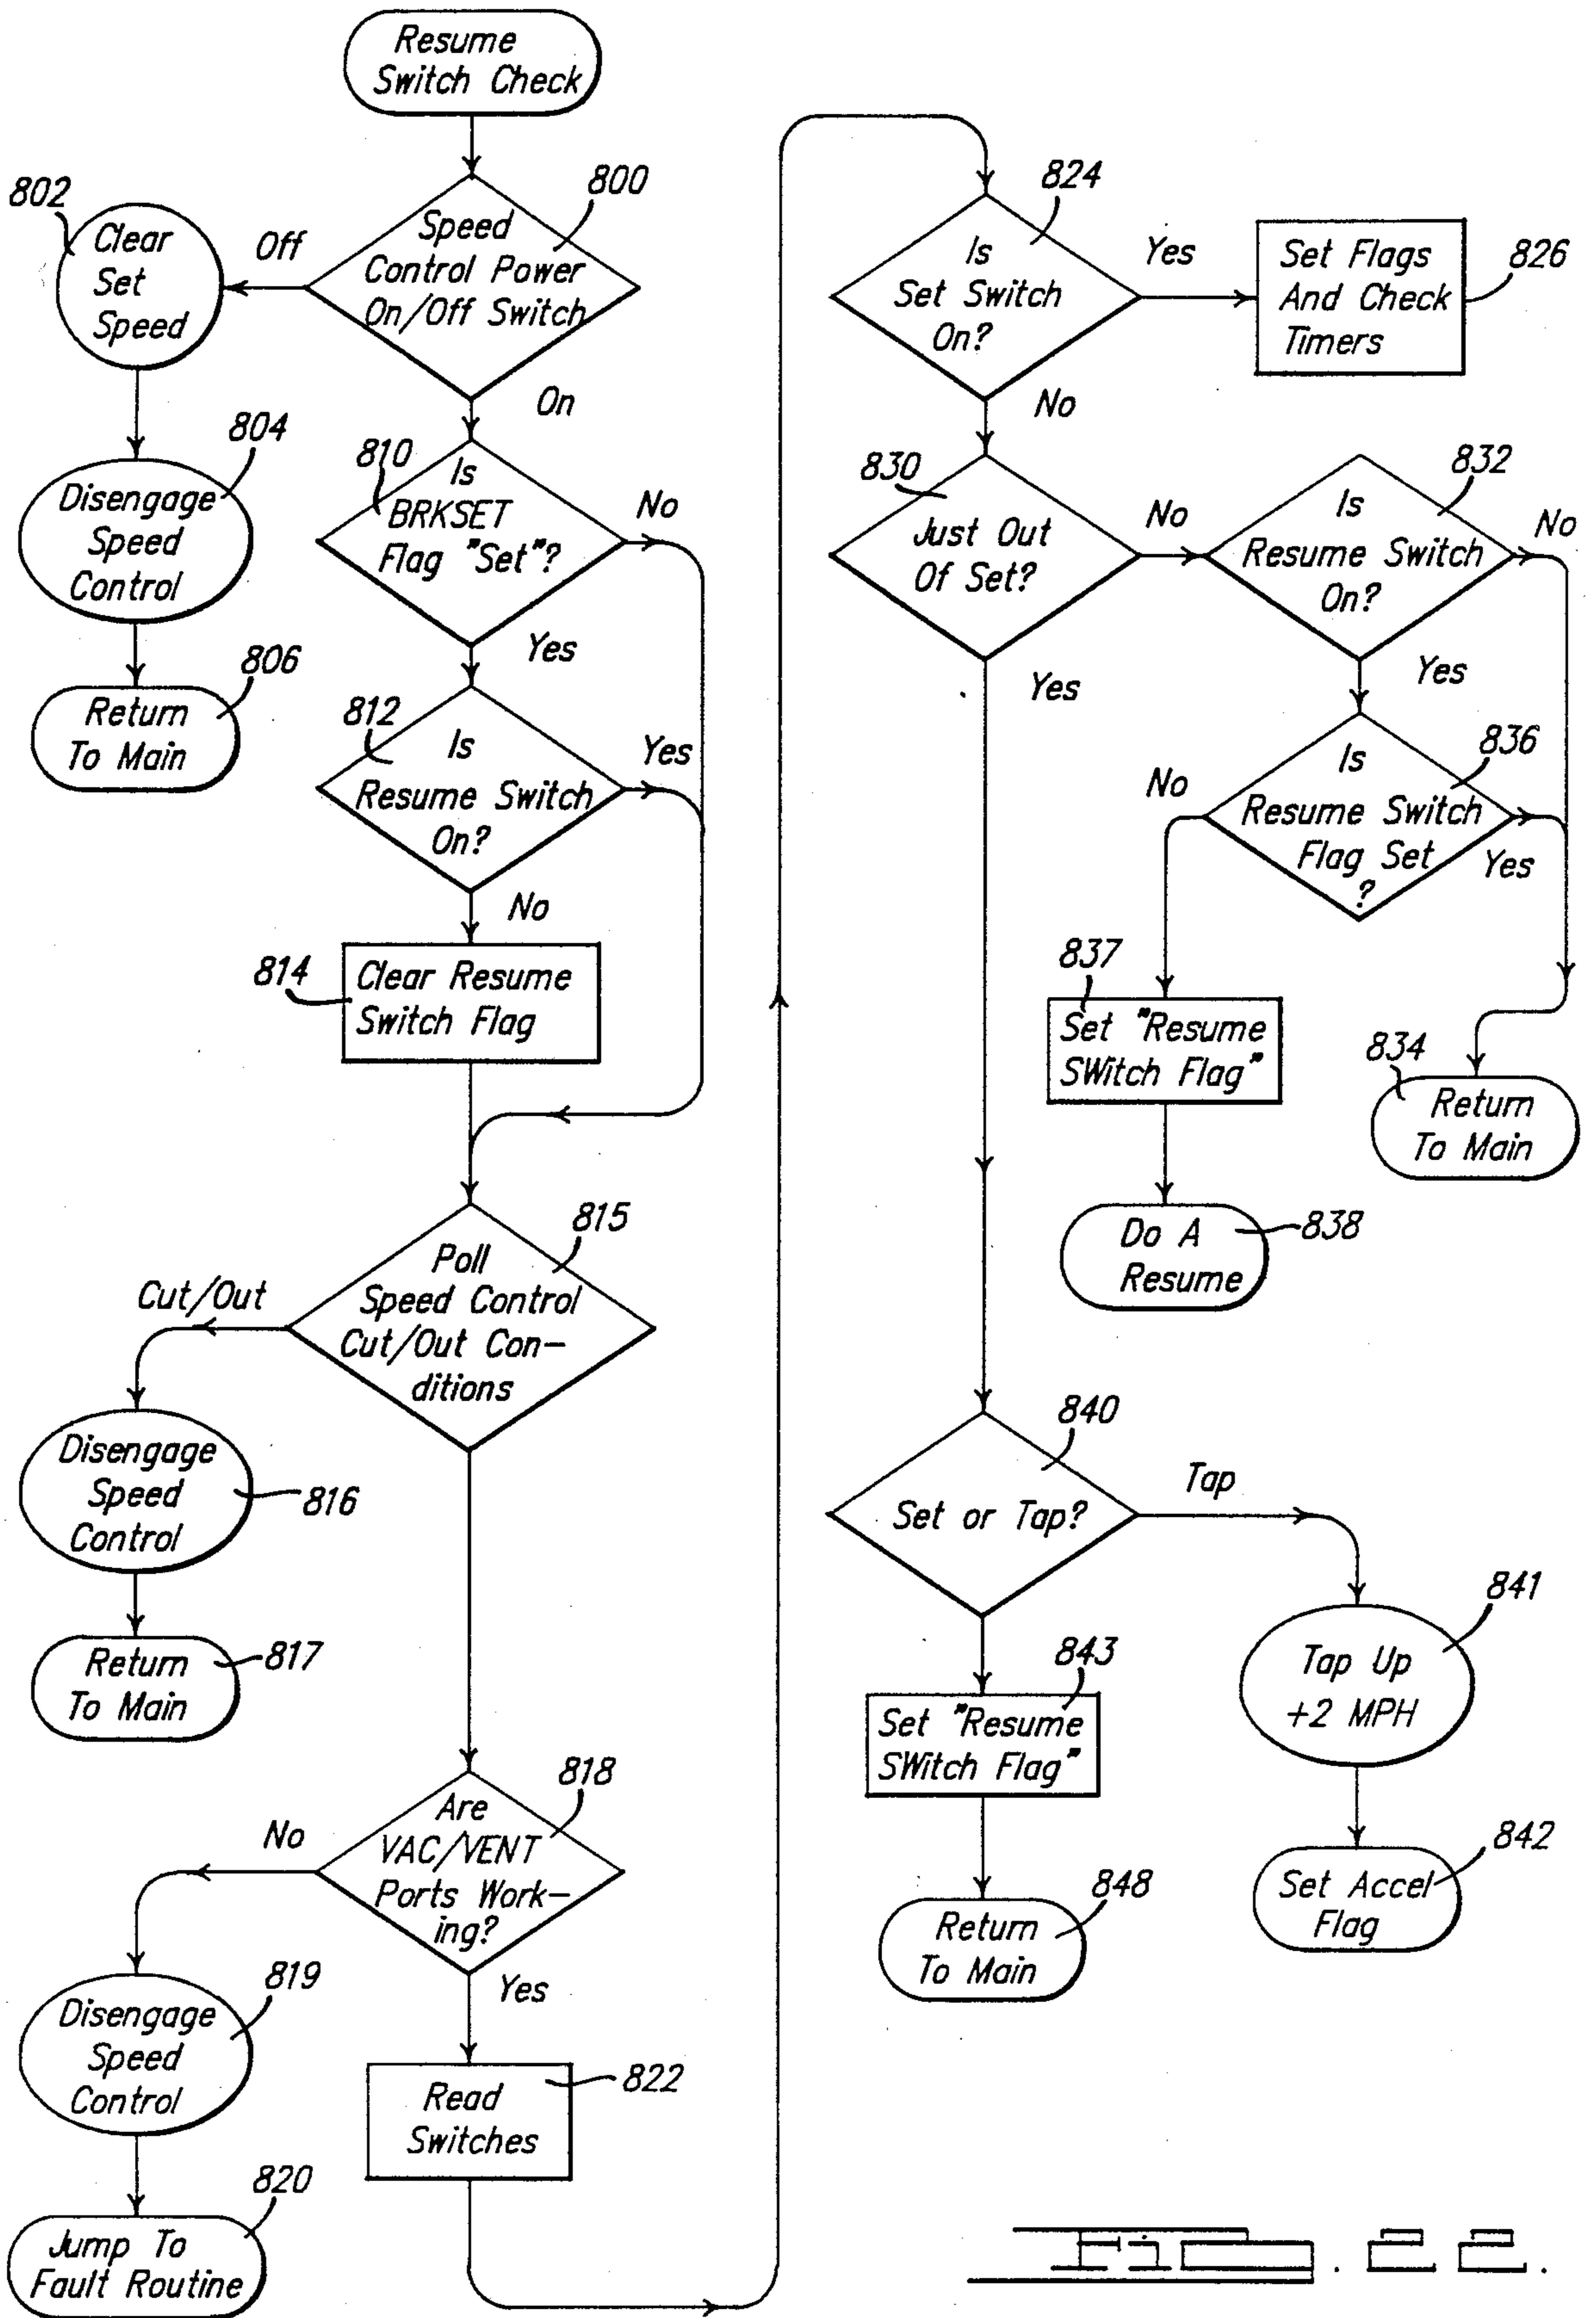 Resume
Switch Check
800
Speed
Control Power
On/Off Switch
Off
On
802
Clear
Set
Speed
804
Disengage
Speed
Control
806
Return
To Main
810
Is
BRKSET
Flag "Set"?
No
Yes
812
Is
Resume Switch
On?
Yes
No
814
Clear Resume
Switch Flag
815
Poll
Speed Control
Cut/Out Con-
ditions
Cut/Out
Disengage
Speed
Control
816
Return
To Main
817
818
Are
VAC/VENT
Ports Work-
ing?
No
Yes
819
Disengage
Speed
Control
820
Jump To
Fault Routine
822
Read
Switches
824
Is
Set Switch
On?
Yes
No
Set Flags
And Check
Timers
826
830
Just Out
Of Set?
No
Yes
832
Is
Resume Switch
On?
No
Yes
836
Is
Resume Switch
Flag Set
?
No
Yes
837
Set "Resume
SWitch Flag"
834
Return
To Main
Do A
Resume
838
840
Set or Tap?
Tap
841
Tap Up
+2 MPH
842
Set Accel
Flag
843
Set "Resume
SWitch Flag"
848
Return
To Main